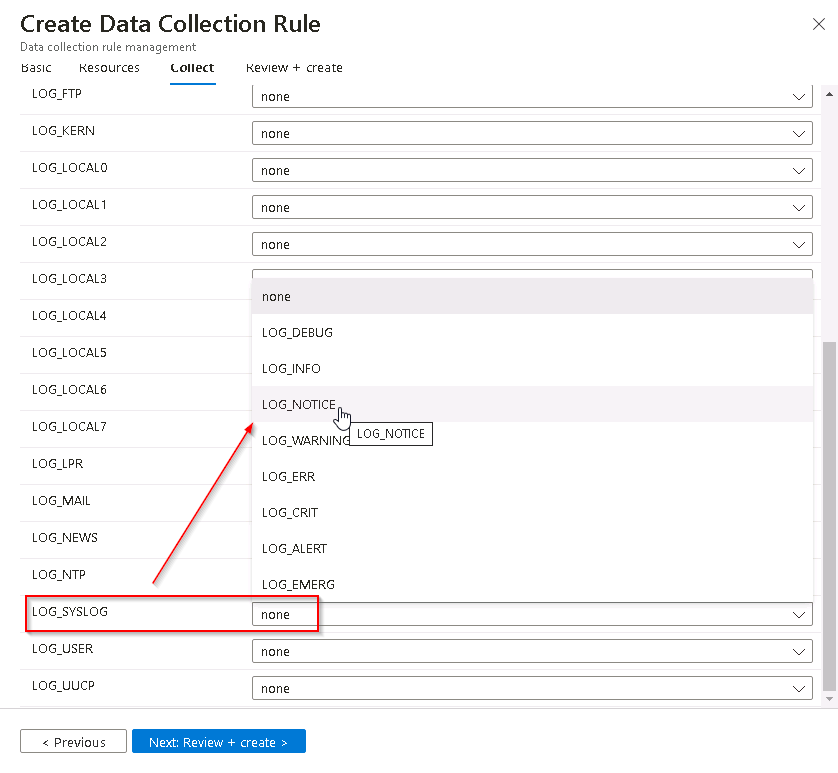 Create Data Collection Rule
Data collection rule management
Basic Resources Collect Review + create
LOG_FTP none
LOG_KERN none
LOG_LOCAL0 none
LOG_LOCAL1 none
LOG_LOCAL2 none
LOG_LOCAL3
none
LOG_LOCAL4
LOG_DEBUG
LOG_LOCAL5
LOG_INFO
LOG_LOCAL6
LOG_NOTICE
LOG_LOCAL7
LOG_WARNING LOG_NOTICE
LOG_LPR
LOG_ERR
LOG_MAIL
LOG_CRIT
LOG_NEWS
LOG_ALERT
LOG_NTP
LOG_EMERG
LOG_SYSLOG none
LOG_USER none
LOG_UUCP none
< Previous Next: Review + create >